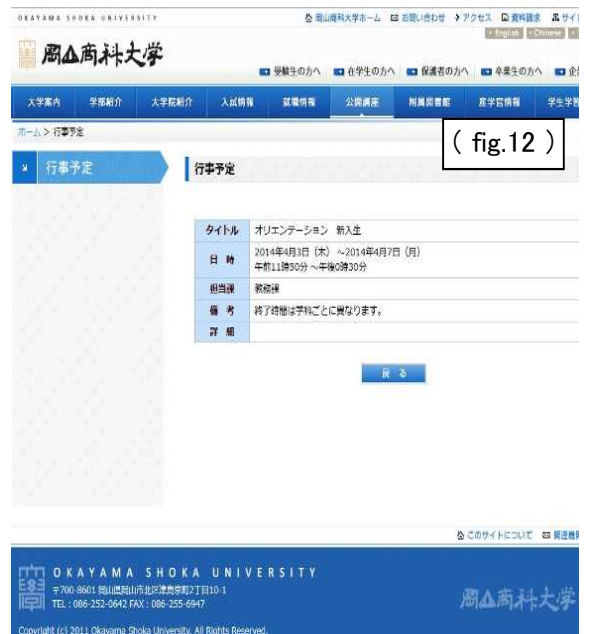 OKAYAMA SHOKA UNIVERSITY
岡山商科大学ホーム お問い合わせ アクセス 資料請求 サイ
English Chinese
岡山商科大学
受験生の方へ 在学生の方へ 保護者の方へ 卒業生の方へ 企
大学案内 学部紹介 大学院紹介 入試情報 就職情報 公開講座 附属図書館 産学官情報 学生学習
ホーム > 行事予定
( fig.12 )
行事予定
行事予定
タイトル オリエンテーション 新入生
日 時 2014年4月3日（木）～2014年4月7日（月）
午前11時50分 ～午後0時30分
担当課 教務課
備 考 終了時間は学科ごとに異なります。
詳 細
戻 る
このサイトについて 関連機関
OKAYAMA SHOKA UNIVERSITY
〒700-8601 岡山県岡山市北区津島京町2丁目10-1
TEL : 086-252-0642 FAX : 086-255-6947
岡山商科大学
Copyright (c) 2011 Okayama Shoka University. All Rights Reserved.